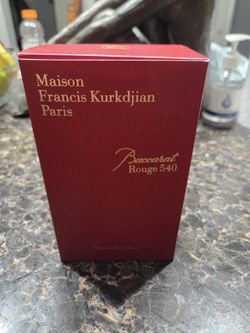 Maison
Francis Kurkdjian
Paris
Baccarat
Rouge 540